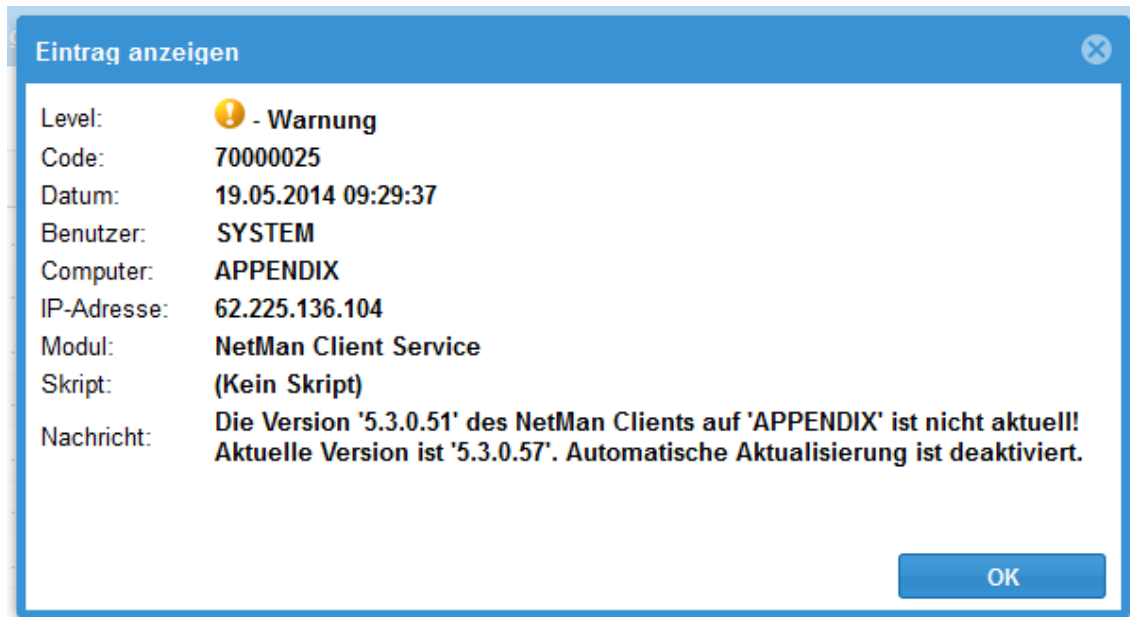 Eintrag anzeigen
Level: - Warnung
Code: 70000025
Datum: 19.05.2014 09:29:37
Benutzer: SYSTEM
Computer: APPENDIX
IP-Adresse: 62.225.136.104
Modul: NetMan Client Service
Skript: (Kein Skript)
Nachricht: Die Version '5.3.0.51' des NetMan Clients auf 'APPENDIX' ist nicht aktuell!
Aktuelle Version ist '5.3.0.57'. Automatische Aktualisierung ist deaktiviert.
OK